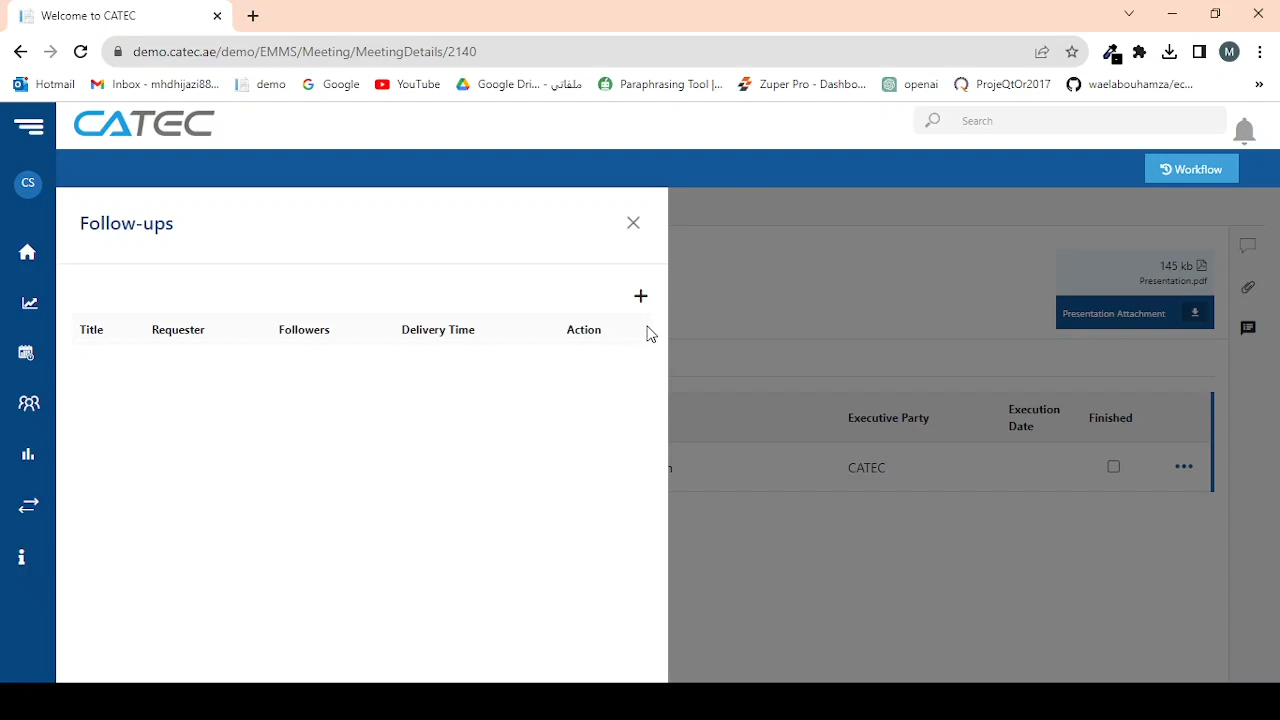 Welcome to CATEC
demo.catec.ae/demo/EMMS/Meeting/MeetingDetails/2140
M
Hotmail
Inbox - mhdhijazi88...
demo
Google
YouTube
Google Dri... - ملفاتي
Paraphrasing Tool |...
Zuper Pro - Dashbo...
openai
ProjeQtOr2017
waelabouhamza/ec...
»
CATEC
Search
Workflow
CS
Follow-ups
Title
Requester
Followers
Delivery Time
Action
145 kb
Presentation.pdf
Presentation Attachment
Executive Party
Execution
Date
Finished
CATEC